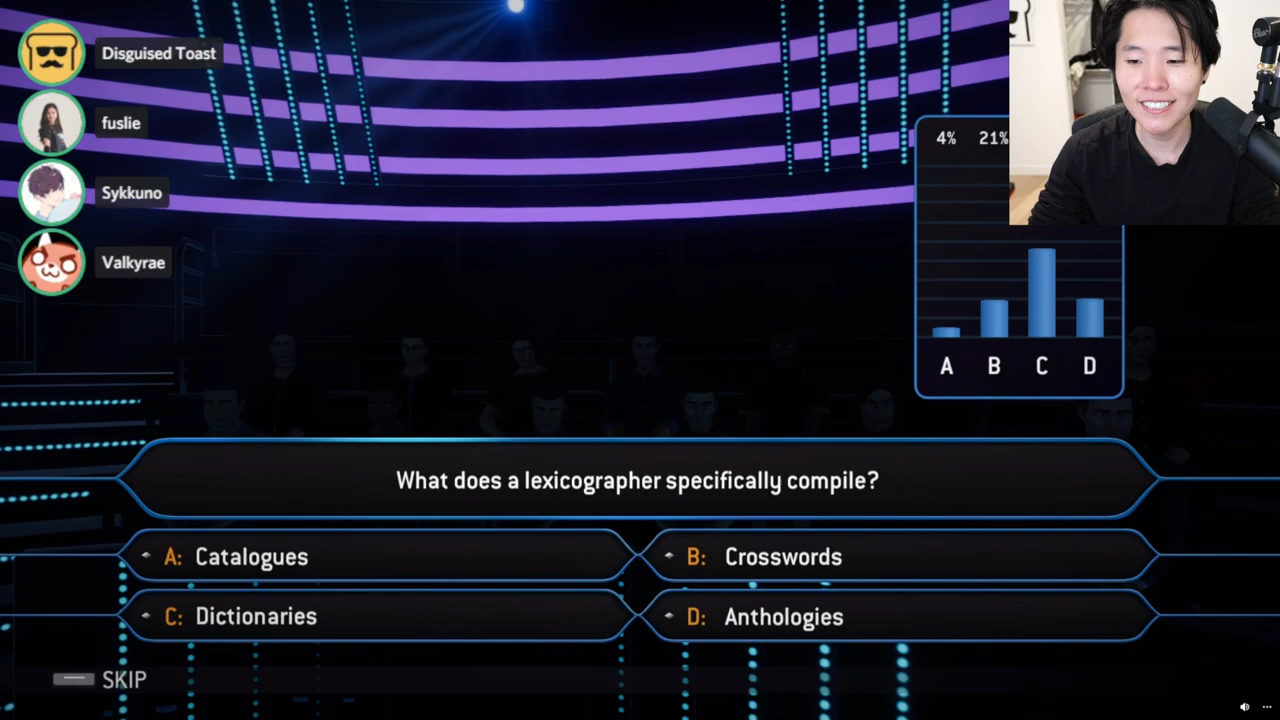 Disguised Toast
fuslie
Sykkuno
Valkyrae
4% 21%
A B C D
What does a lexicographer specifically compile?
A: Catalogues
B: Crosswords
C: Dictionaries
D: Anthologies
SKIP